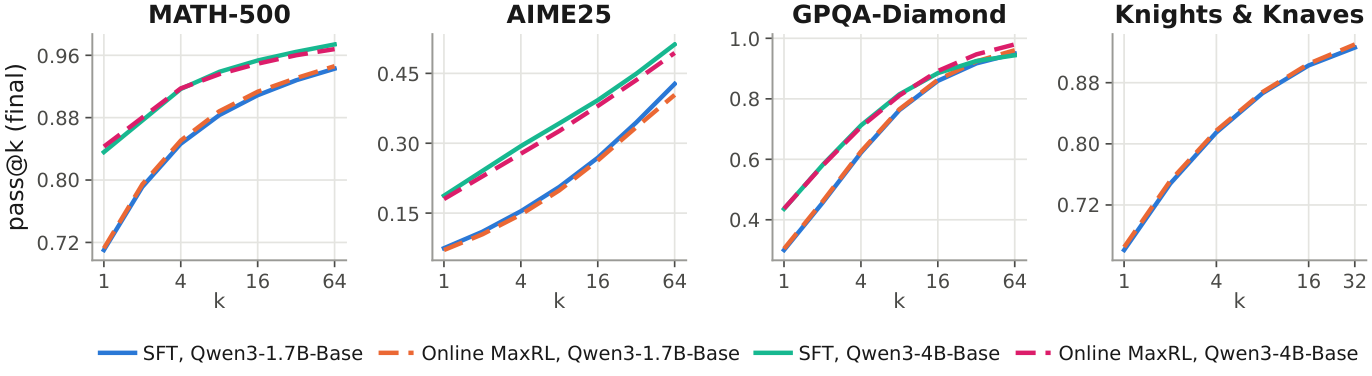 MATH-500 AIME25 GPQA-Diamond Knights & Knaves
pass@k (final)
0.96
0.88
0.80
0.72
1 4 16 64
k
0.45
0.30
0.15
1 4 16 64
k
1.0
0.8
0.6
0.4
1 4 16 64
k
0.88
0.80
0.72
1 4 16 32
k
SFT, Qwen3-1.7B-Base Online MaxRL, Qwen3-1.7B-Base SFT, Qwen3-4B-Base Online MaxRL, Qwen3-4B-Base